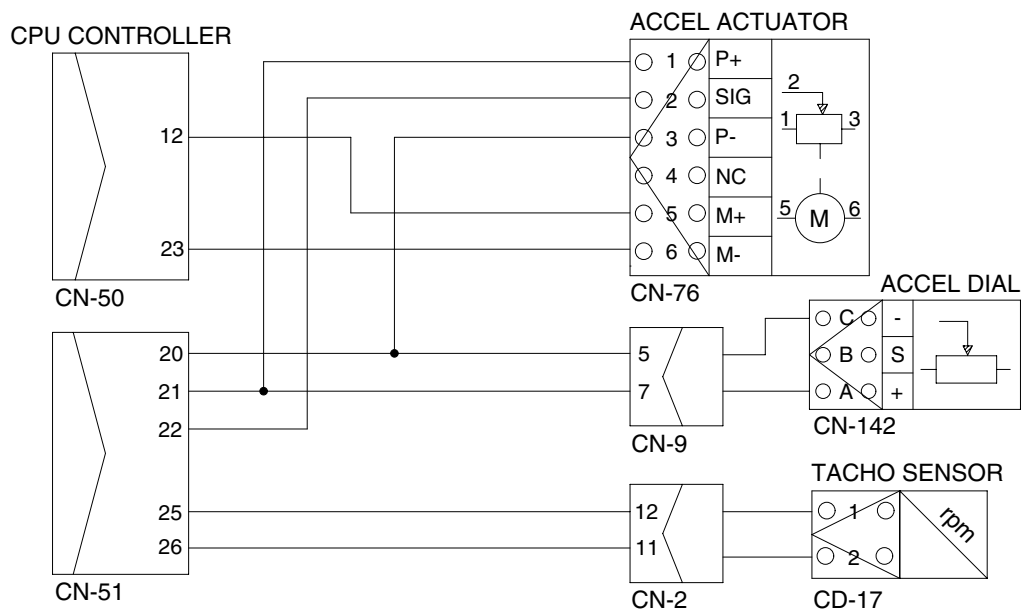 CPU CONTROLLER
12
23
CN-50
20
21
22
25
26
CN-51
ACCEL ACTUATOR
1 P+
2 SIG
3 P-
4 NC
5 M+
6 M-
2
1 3
5 M 6
CN-76
5
7
CN-9
ACCEL DIAL
C -
B S
A +
CN-142
12
11
CN-2
TACHO SENSOR
1
2
rpm
CD-17